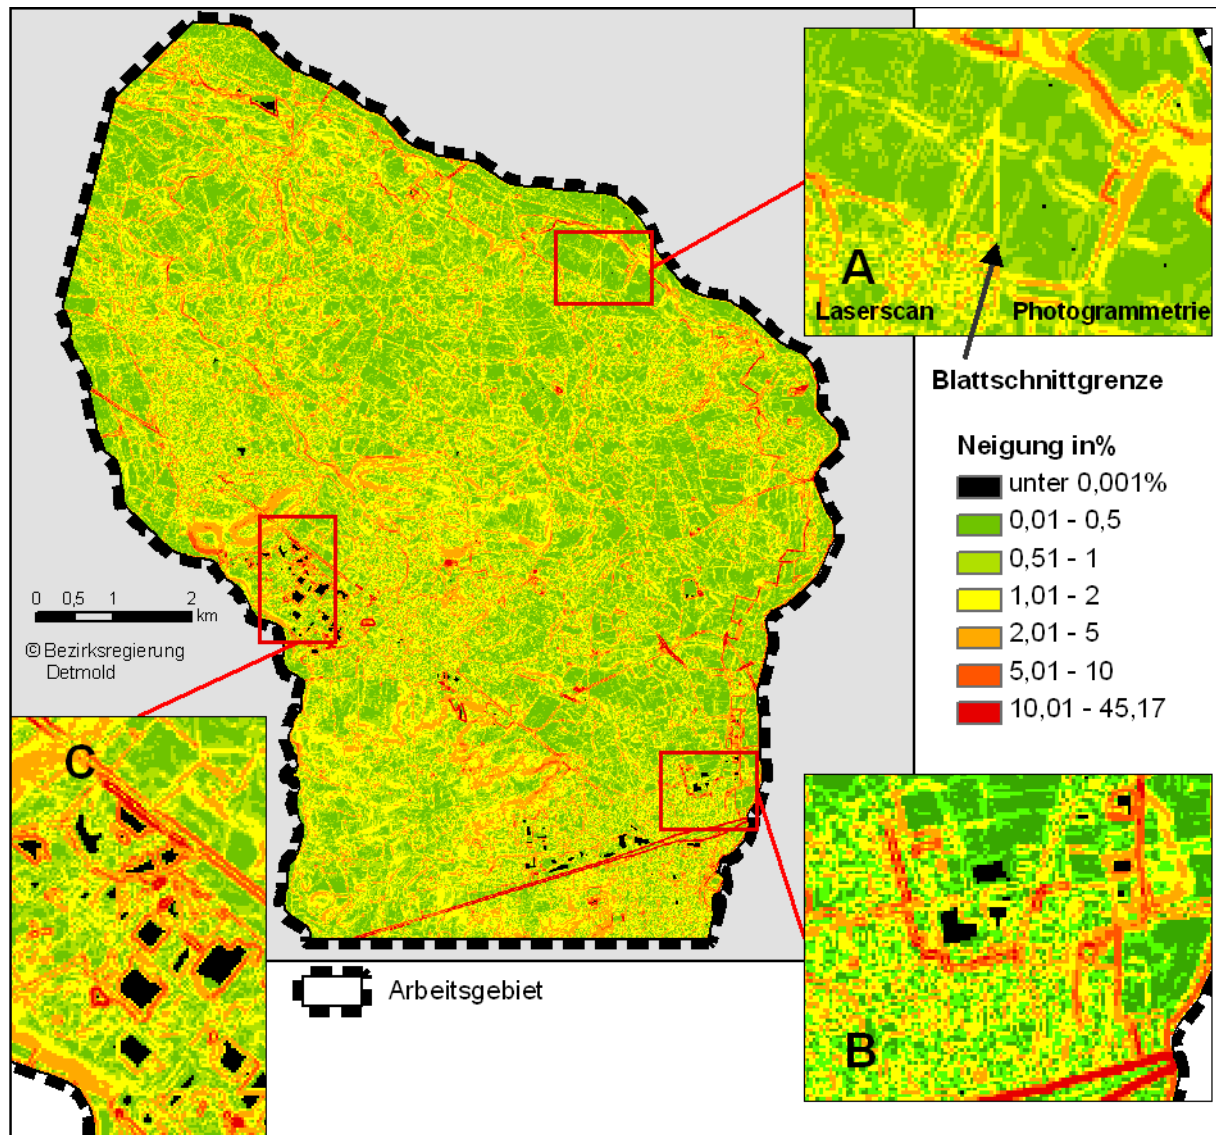 A
Laserscan Photogrammetrie
Blattschnittgrenze
Neigung in%
unter 0,001%
0,01 - 0,5
0,51 - 1
1,01 - 2
2,01 - 5
5,01 - 10
10,01 - 45,17
0 0,5 1 2
km
© Bezirksregierung
Detmold
C
B
Arbeitsgebiet